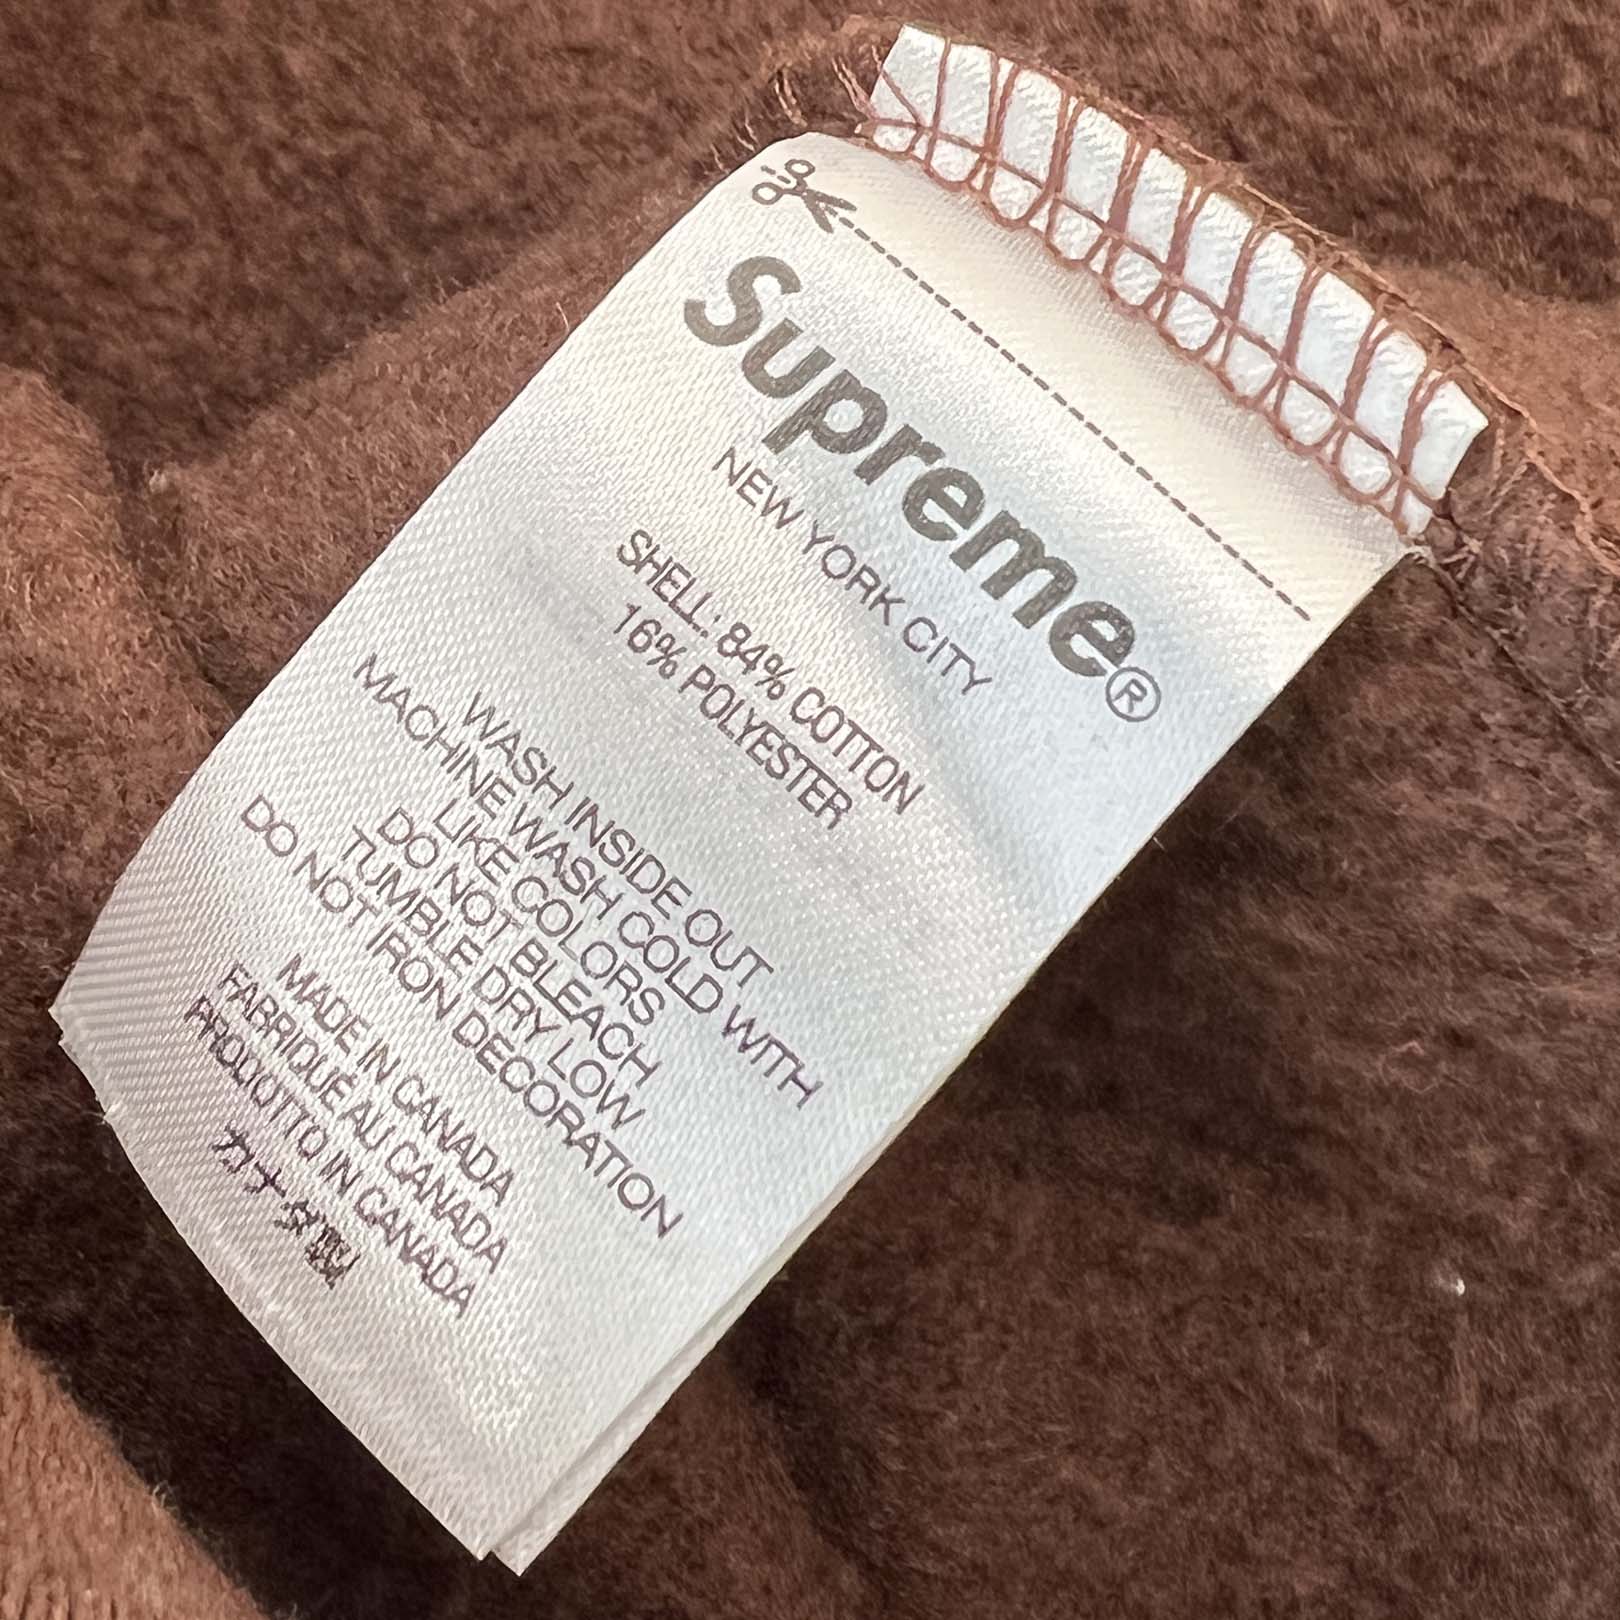 Supreme®
NEW YORK CITY
SHELL: 84% COTTON
16% POLYESTER
WASH INSIDE OUT
MACHINE WASH COLD WITH
LIKE COLORS
DO NOT BLEACH
TUMBLE DRY LOW
DO NOT IRON DECORATION
MADE IN CANADA
FABRIQUÉ AU CANADA
PRODOTTO IN CANADA
カナダ製